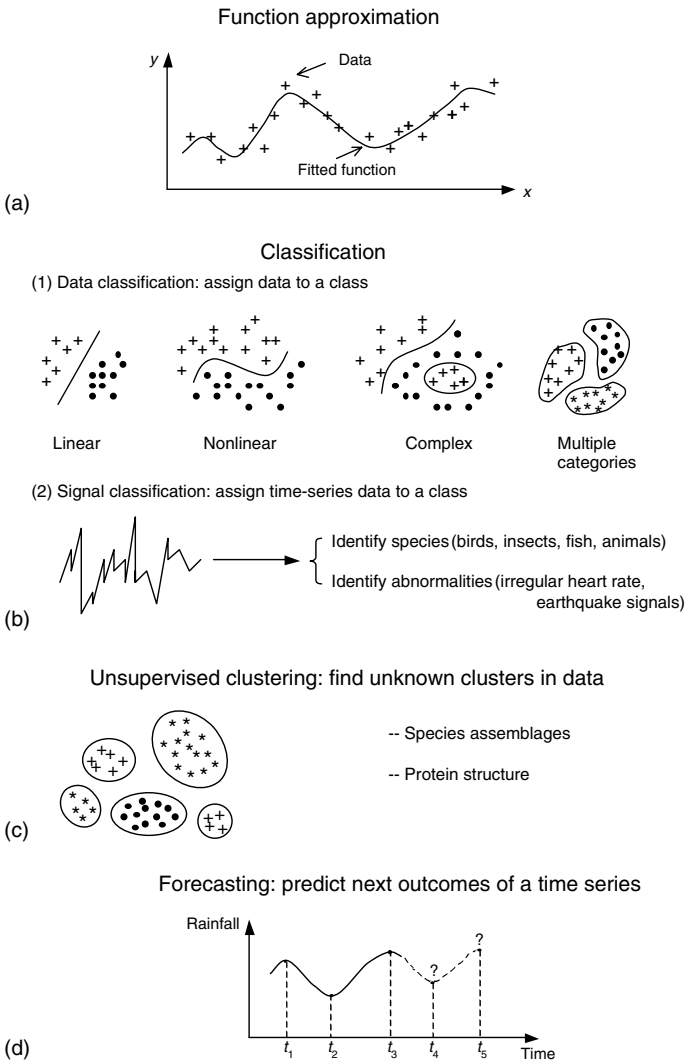 Function approximation
y
Data
Fitted function
x
(a)
Classification
(1) Data classification: assign data to a class
Linear
Nonlinear
Complex
Multiple
categories
(2) Signal classification: assign time-series data to a class
Identify species (birds, insects, fish, animals)
Identify abnormalities (irregular heart rate,
earthquake signals)
(b)
Unsupervised clustering: find unknown clusters in data
-- Species assemblages
-- Protein structure
(c)
Forecasting: predict next outcomes of a time series
Rainfall
? ?
t1 t2 t3 t4 t5
Time
(d)